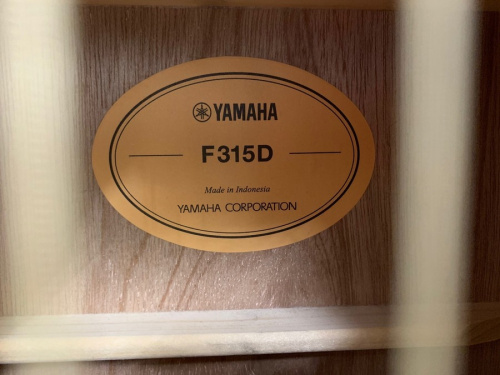 YAMAHA
F315D
Made in Indonesia
YAMAHA CORPORATION